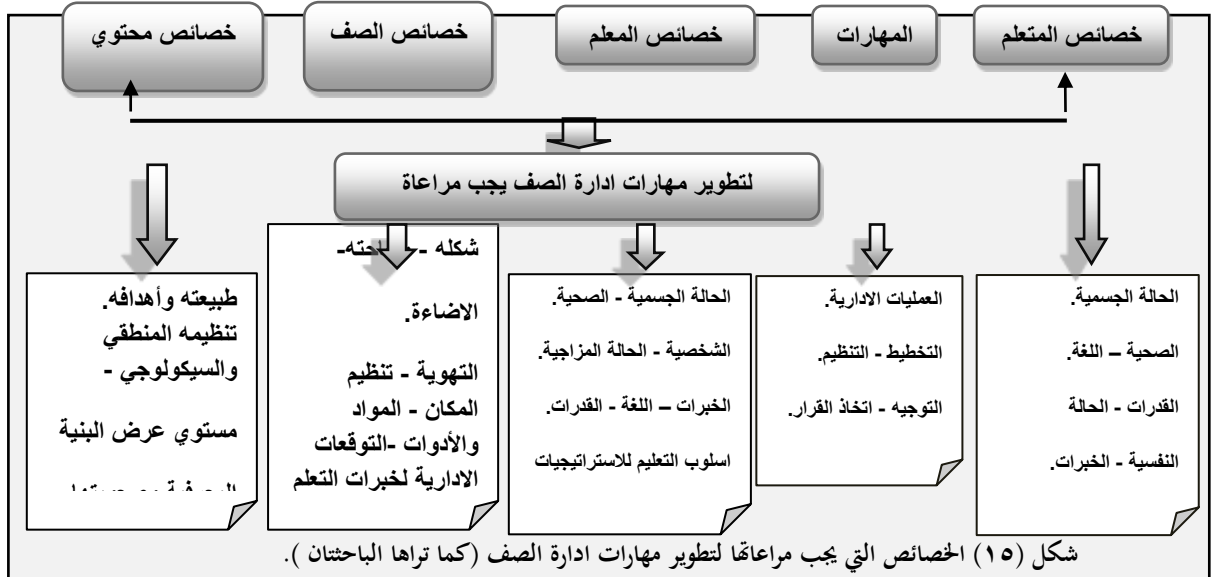 خصائص المتعلم
المهارات
خصائص المعلم
خصائص الصف
خصائص محتوي
لتطوير مهارات ادارة الصف يجب مراعاة
الحالة الجسمية.
الصحية – اللغة.
القدرات - الحالة
النفسية - الخبرات.
العمليات الادارية.
التخطيط - التنظيم.
التوجيه - اتخاذ القرار.
الحالة الجسمية - الصحية.
الشخصية - الحالة المزاجية.
الخبرات – اللغة - القدرات.
اسلوب التعليم للاستراتيجيات
شكله -
الاضاءة.
التهوية - تنظيم
المكان - المواد
والأدوات -التوقعات
الادارية لخبرات التعلم
طبيعته وأهدافه.
تنظيمه المنطقي
والسيكولوجي -
مستوي عرض البنية
شكل (١٥) الخصائص التي يجب مراعاتها لتطوير مهارات ادارة الصف (كما تراها الباحثتان ).